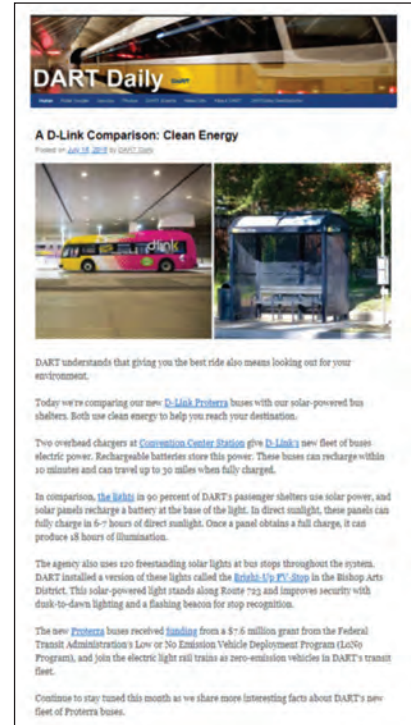 DART Daily
DART
Home
A D-Link Comparison: Clean Energy
Posted on July 18, 2018 by DART Daily
dlink
DART understands that giving you the best ride also means looking out for your
environment.
Today we're comparing our new D-Link Proterra buses with our solar-powered bus
shelters. Both use clean energy to help you reach your destination.
Two overhead chargers at Convention Center Station give D-Link's new fleet of buses
electric power. Rechargeable batteries store this power. These buses can recharge within
10 minutes and can travel up to 30 miles when fully charged.
In comparison, the lights in 90 percent of DART's passenger shelters use solar power, and
solar panels recharge a battery at the base of the light. In direct sunlight, these panels can
fully charge in 6-7 hours of direct sunlight. Once a panel obtains a full charge, it can
produce 18 hours of illumination.
The agency also uses 120 freestanding solar lights at bus stops throughout the system.
DART installed a version of these lights called the Bright-Up PV-Stop in the Bishop Arts
District. This solar-powered light stands along Route 723 and improves security with
dusk-to-dawn lighting and a flashing beacon for stop recognition.
The new Proterra buses received funding from a $7.6 million grant from the Federal
Transit Administration's Low or No Emission Vehicle Deployment Program (LoNo
Program), and join the electric light rail trains as zero-emission vehicles in DART's transit
fleet.
Continue to stay tuned this month as we share more interesting facts about DART's new
fleet of Proterra buses.